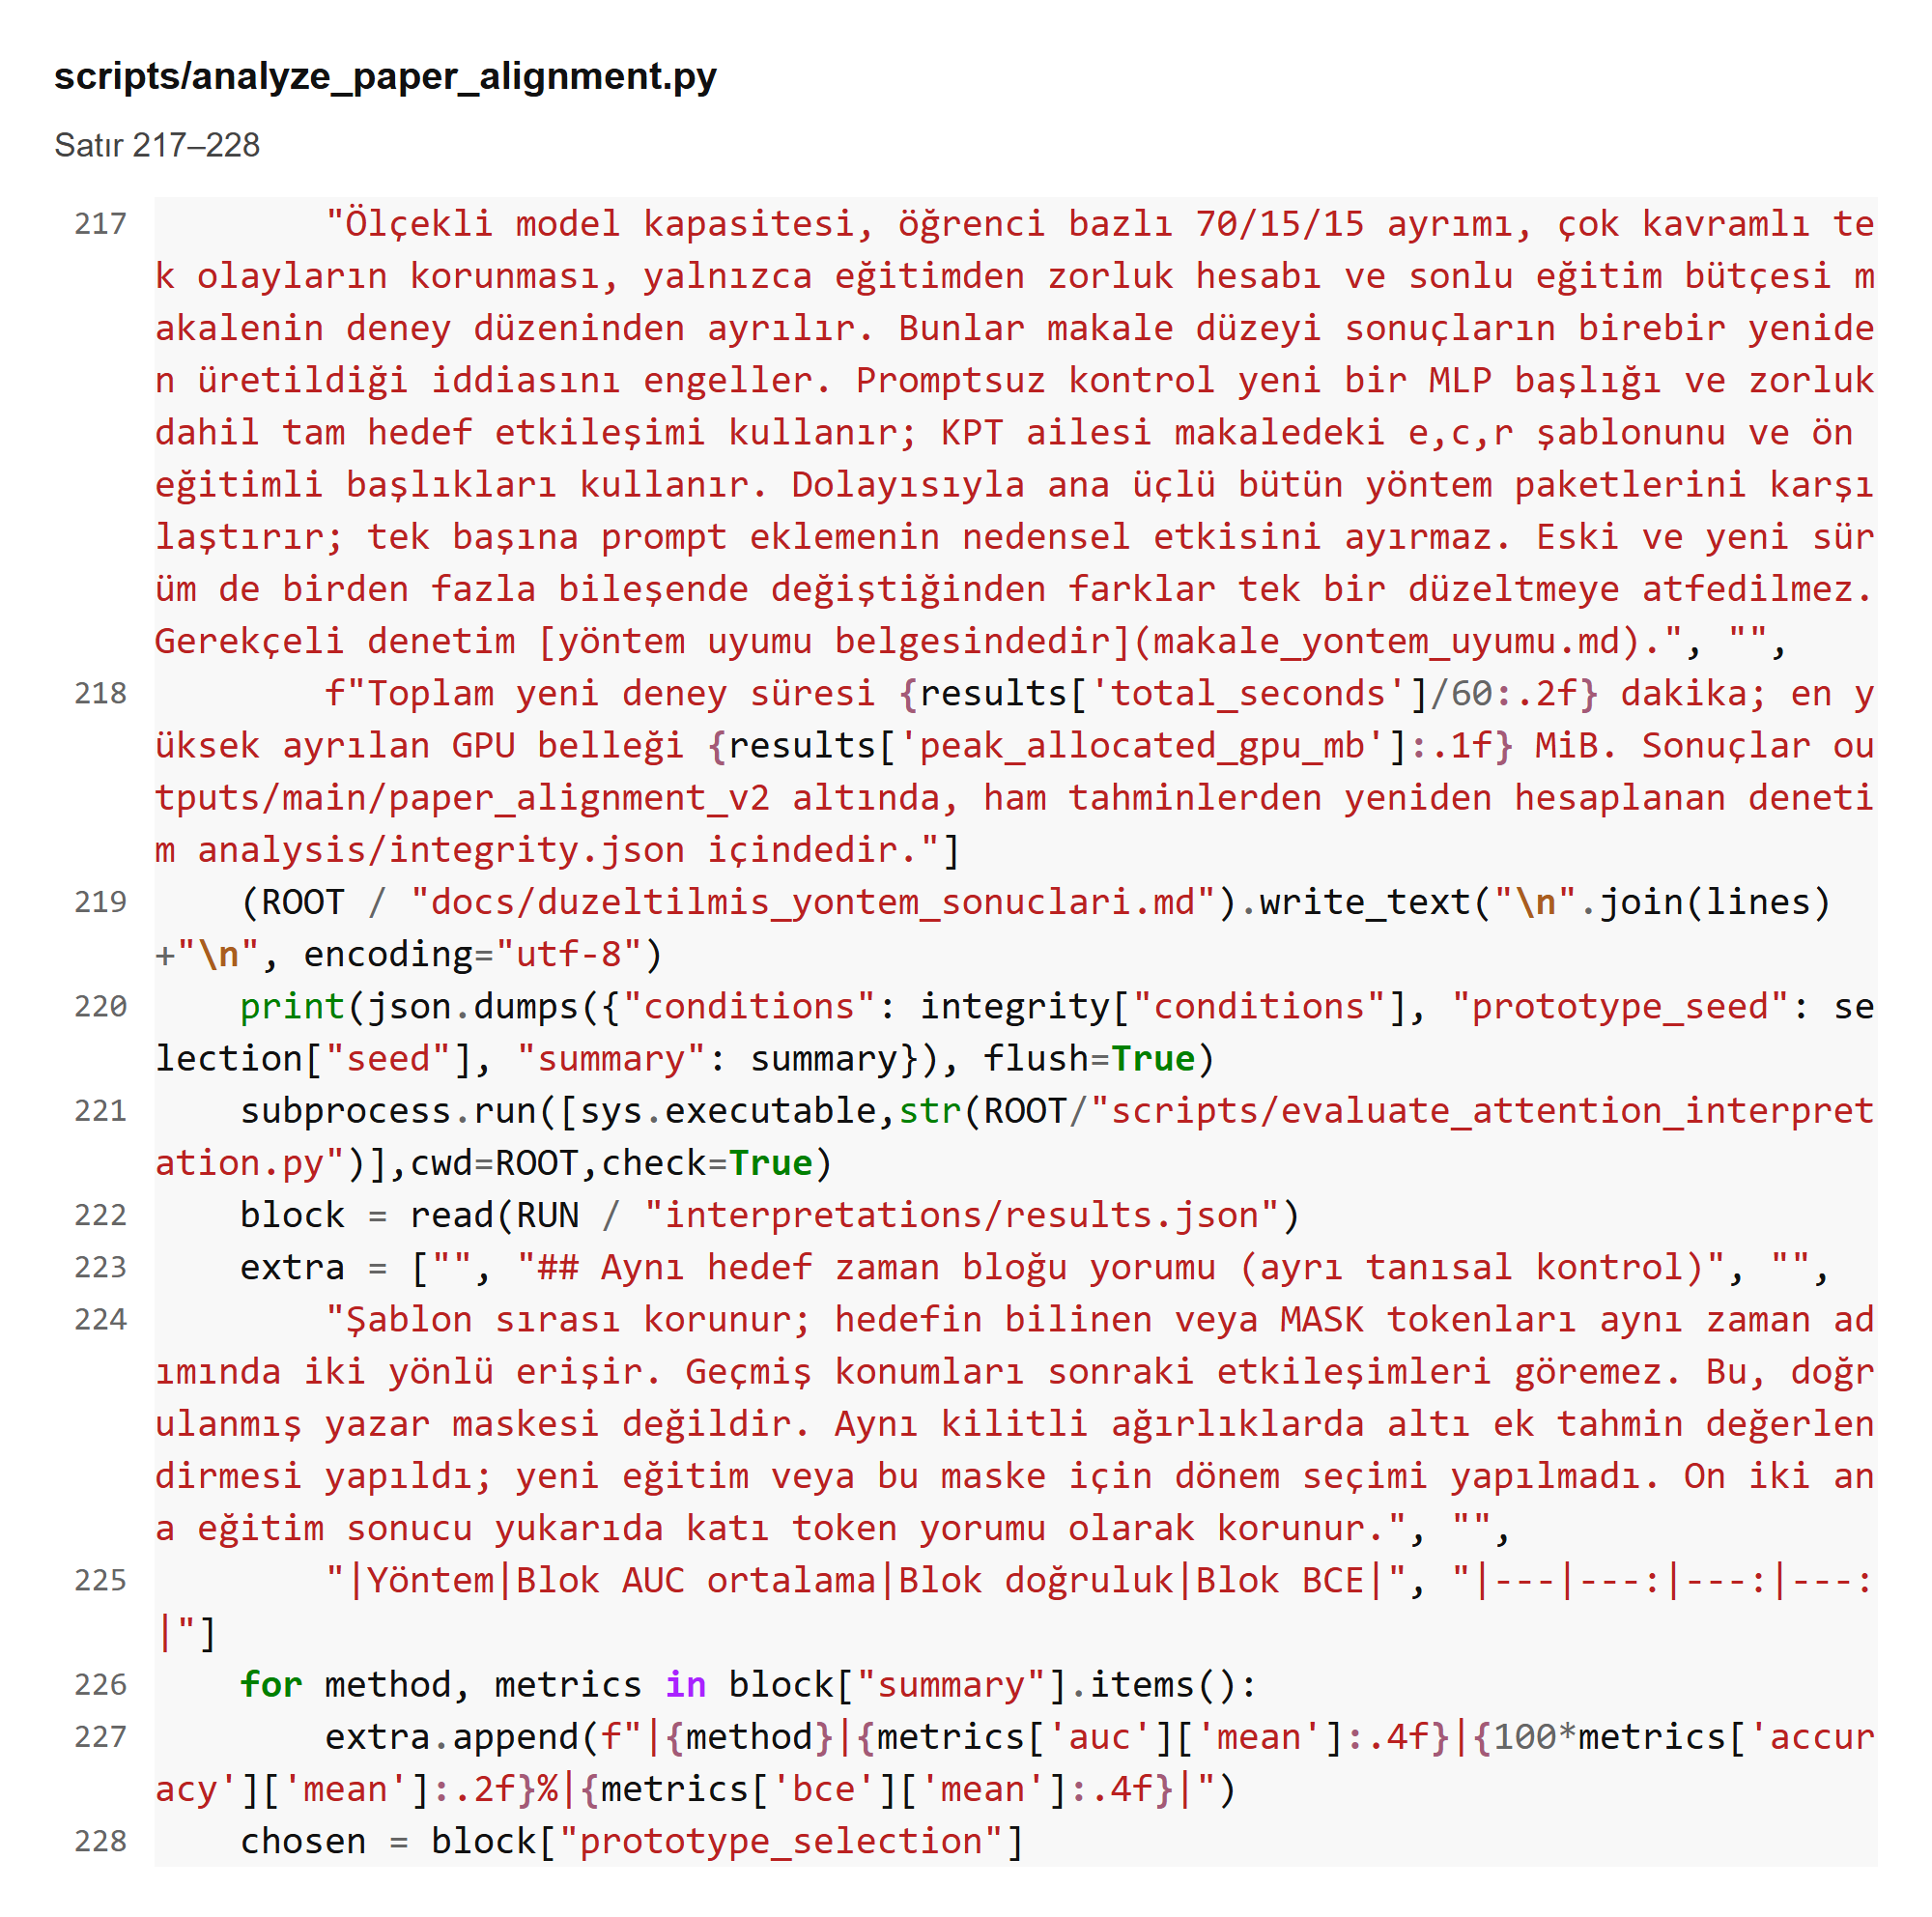 scripts/analyze_paper_alignment.py
Satır 217–228
217         "Ölçekli model kapasitesi, öğrenci bazlı 70/15/15 ayrımı, çok kavramlı te
k olayların korunması, yalnızca eğitimden zorluk hesabı ve sonlu eğitim bütçesi m
akalenin deney düzeninden ayrılır. Bunlar makale düzeyi sonuçların birebir yenide
n üretildiği iddiasını engeller. Promptsuz kontrol yeni bir MLP başlığı ve zorluk
dahil tam hedef etkileşimi kullanır; KPT ailesi makaledeki e,c,r şablonunu ve ön
eğitimli başlıkları kullanır. Dolayısıyla ana üçlü bütün yöntem paketlerini karşı
laştırır; tek başına prompt eklemenin nedensel etkisini ayırmaz. Eski ve yeni sür
üm de birden fazla bileşende değiştiğinden farklar tek bir düzeltmeye atfedilmez.
Gerekçeli denetim [yöntem uyumu belgesindedir](makale_yontem_uyumu.md).", "",
218         f"Toplam yeni deney süresi {results['total_seconds']/60:.2f} dakika; en y
üksek ayrılan GPU belleği {results['peak_allocated_gpu_mb']:.1f} MiB. Sonuçlar ou
tputs/main/paper_alignment_v2 altında, ham tahminlerden yeniden hesaplanan deneti
m analysis/integrity.json içindedir."]
219     (ROOT / "docs/duzeltilmis_yontem_sonuclari.md").write_text("\n".join(lines)
+"\n", encoding="utf-8")
220     print(json.dumps({"conditions": integrity["conditions"], "prototype_seed": se
lection["seed"], "summary": summary}), flush=True)
221     subprocess.run([sys.executable,str(ROOT/"scripts/evaluate_attention_interpret
ation.py")],cwd=ROOT,check=True)
222     block = read(RUN / "interpretations/results.json")
223     extra = ["", "## Aynı hedef zaman bloğu yorumu (ayrı tanısal kontrol)", "",
224         "Şablon sırası korunur; hedefin bilinen veya MASK tokenları aynı zaman ad
ımında iki yönlü erişir. Geçmiş konumları sonraki etkileşimleri göremez. Bu, doğr
ulanmış yazar maskesi değildir. Aynı kilitli ağırlıklarda altı ek tahmin değerlen
dirmesi yapıldı; yeni eğitim veya bu maske için dönem seçimi yapılmadı. On iki an
a eğitim sonucu yukarıda katı token yorumu olarak korunur.", "",
225         "|Yöntem|Blok AUC ortalama|Blok doğruluk|Blok BCE|", "|---|---:|---:|---:
|"]
226     for method, metrics in block["summary"].items():
227         extra.append(f"|{method}|{metrics['auc']['mean']:.4f}|{100*metrics['accur
acy']['mean']:.2f}%|{metrics['bce']['mean']:.4f}|")
228     chosen = block["prototype_selection"]